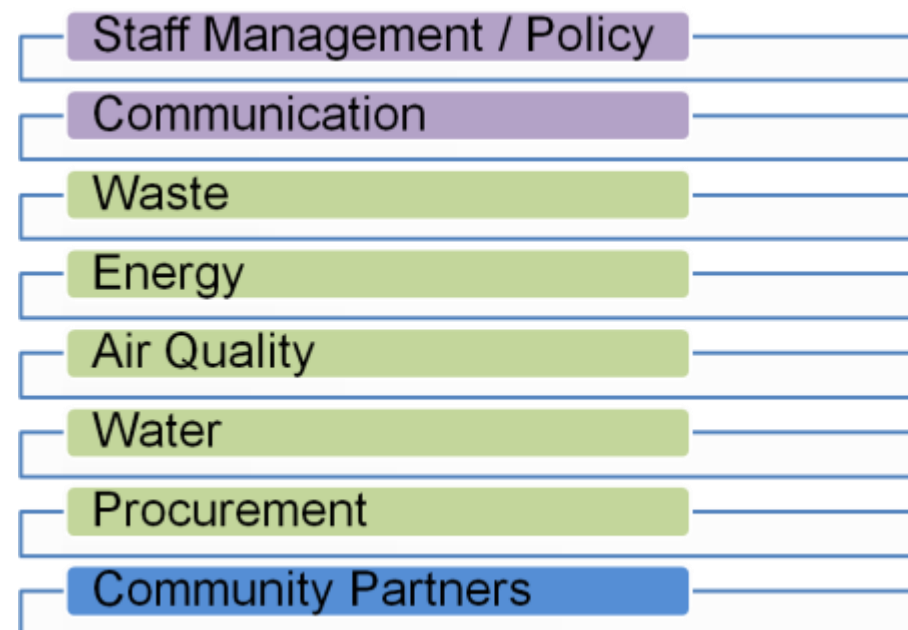 Staff Management / Policy
Communication
Waste
Energy
Air Quality
Water
Procurement
Community Partners